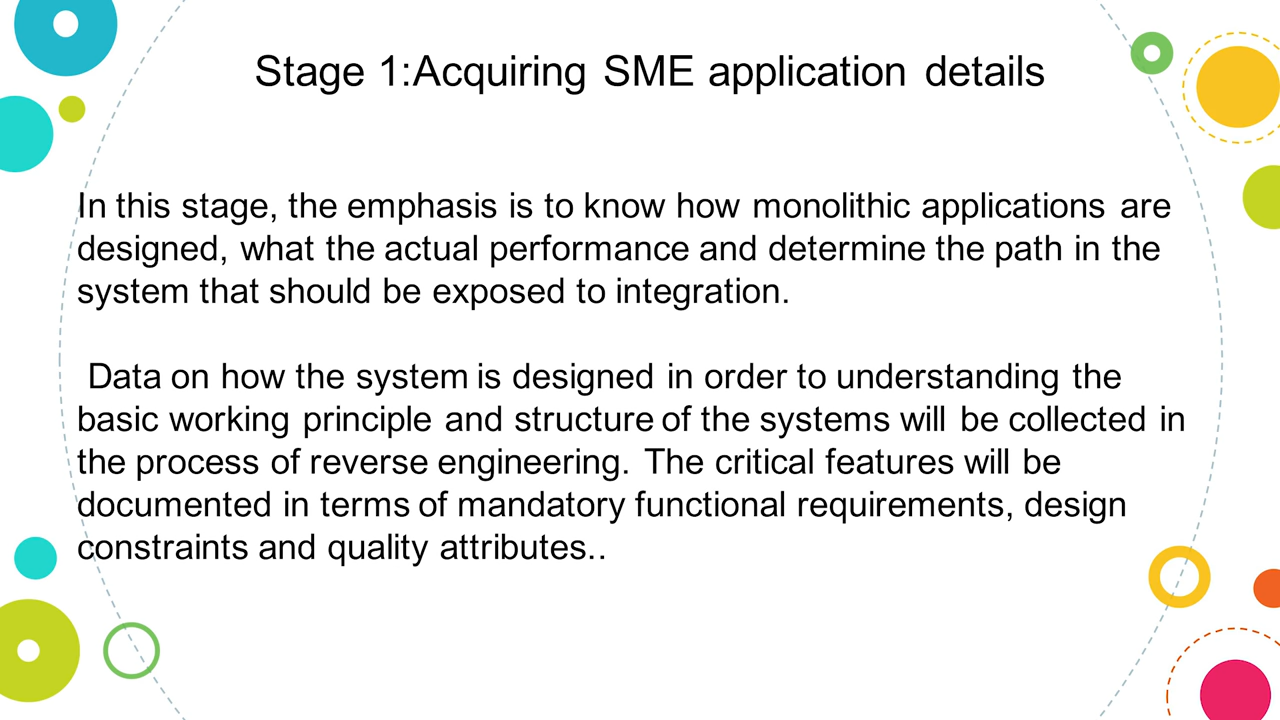 Stage 1:Acquiring SME application details
In this stage, the emphasis is to know how monolithic applications are
designed, what the actual performance and determine the path in the
system that should be exposed to integration.
Data on how the system is designed in order to understanding the
basic working principle and structure of the systems will be collected in
the process of reverse engineering. The critical features will be
documented in terms of mandatory functional requirements, design
constraints and quality attributes..